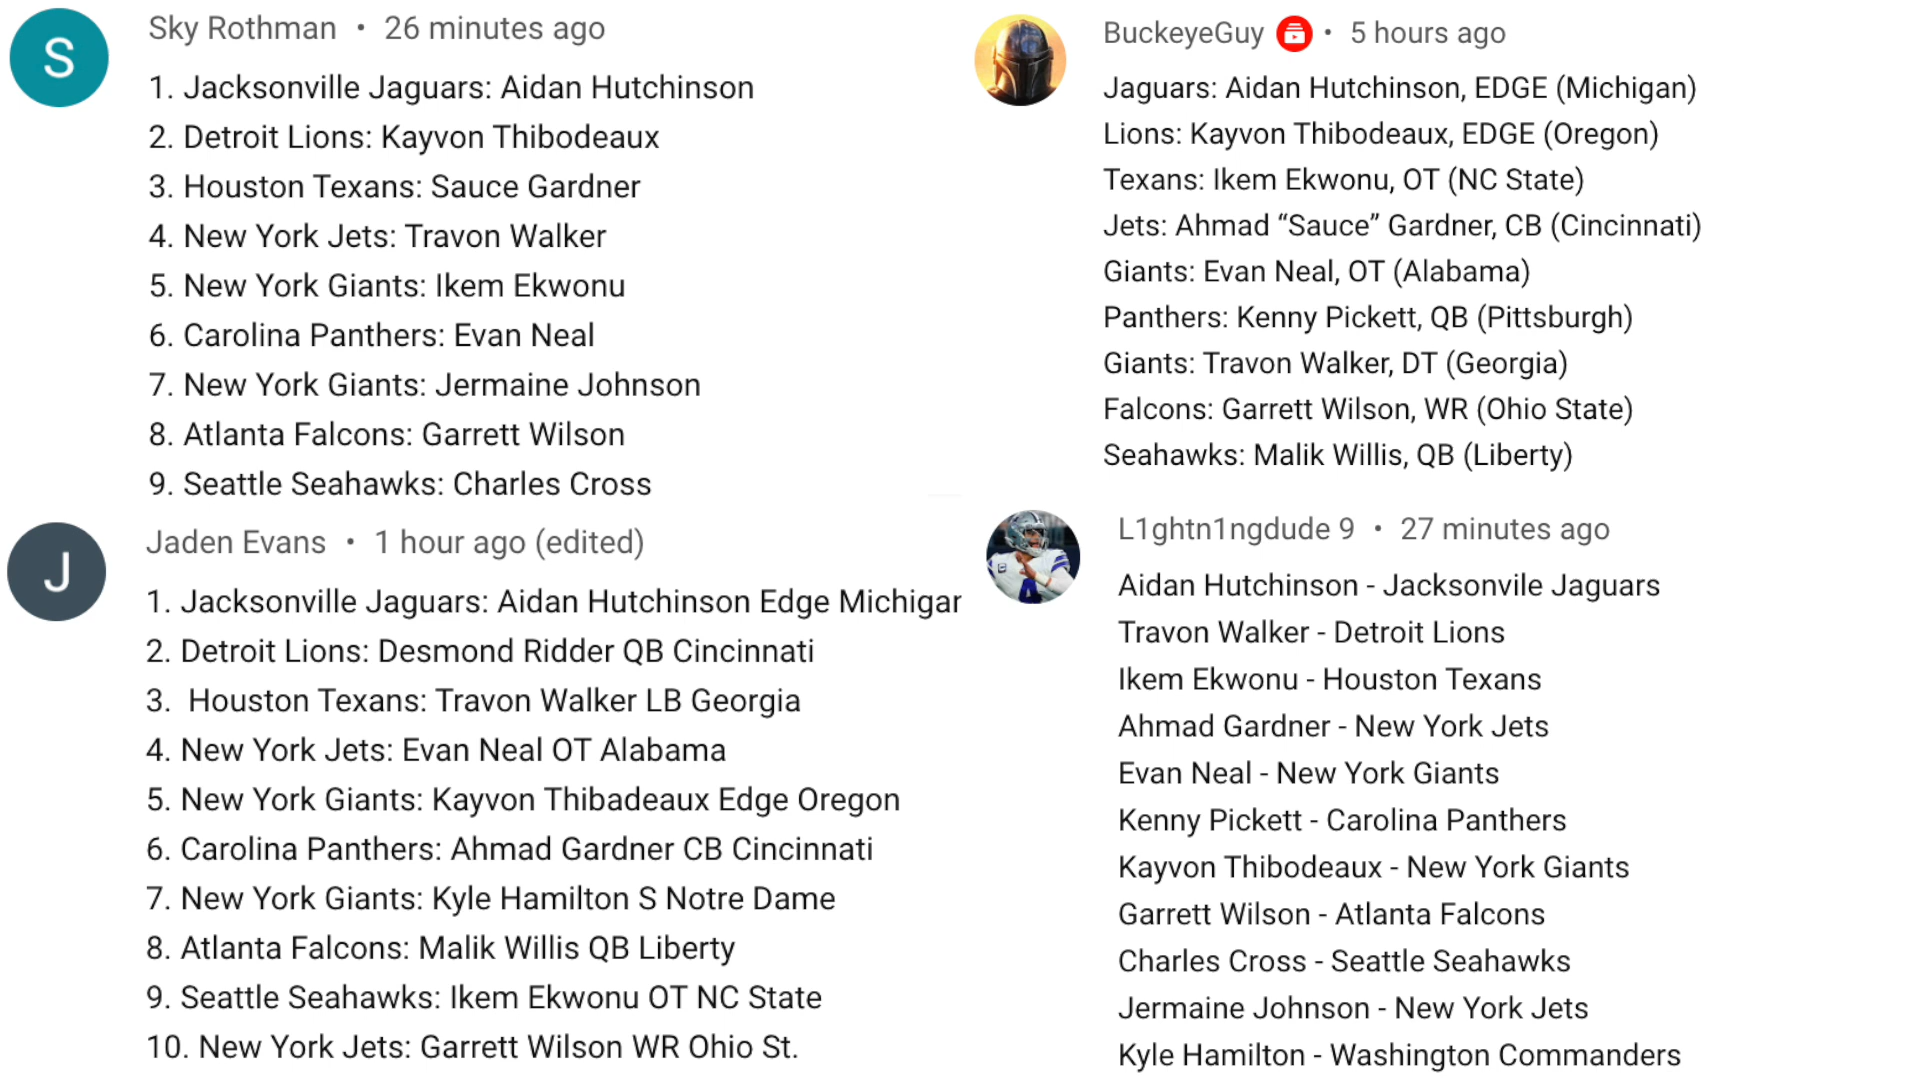 S
Sky Rothman • 26 minutes ago
1. Jacksonville Jaguars: Aidan Hutchinson
2. Detroit Lions: Kayvon Thibodeaux
3. Houston Texans: Sauce Gardner
4. New York Jets: Travon Walker
5. New York Giants: Ikem Ekwonu
6. Carolina Panthers: Evan Neal
7. New York Giants: Jermaine Johnson
8. Atlanta Falcons: Garrett Wilson
9. Seattle Seahawks: Charles Cross
J
Jaden Evans • 1 hour ago (edited)
1. Jacksonville Jaguars: Aidan Hutchinson Edge Michigan
2. Detroit Lions: Desmond Ridder QB Cincinnati
3. Houston Texans: Travon Walker LB Georgia
4. New York Jets: Evan Neal OT Alabama
5. New York Giants: Kayvon Thibadeaux Edge Oregon
6. Carolina Panthers: Ahmad Gardner CB Cincinnati
7. New York Giants: Kyle Hamilton S Notre Dame
8. Atlanta Falcons: Malik Willis QB Liberty
9. Seattle Seahawks: Ikem Ekwonu OT NC State
10. New York Jets: Garrett Wilson WR Ohio St.
BuckeyeGuy • 5 hours ago
Jaguars: Aidan Hutchinson, EDGE (Michigan)
Lions: Kayvon Thibodeaux, EDGE (Oregon)
Texans: Ikem Ekwonu, OT (NC State)
Jets: Ahmad “Sauce” Gardner, CB (Cincinnati)
Giants: Evan Neal, OT (Alabama)
Panthers: Kenny Pickett, QB (Pittsburgh)
Giants: Travon Walker, DT (Georgia)
Falcons: Garrett Wilson, WR (Ohio State)
Seahawks: Malik Willis, QB (Liberty)
L1ghtn1ngdude 9 • 27 minutes ago
Aidan Hutchinson - Jacksonvile Jaguars
Travon Walker - Detroit Lions
Ikem Ekwonu - Houston Texans
Ahmad Gardner - New York Jets
Evan Neal - New York Giants
Kenny Pickett - Carolina Panthers
Kayvon Thibodeaux - New York Giants
Garrett Wilson - Atlanta Falcons
Charles Cross - Seattle Seahawks
Jermaine Johnson - New York Jets
Kyle Hamilton - Washington Commanders